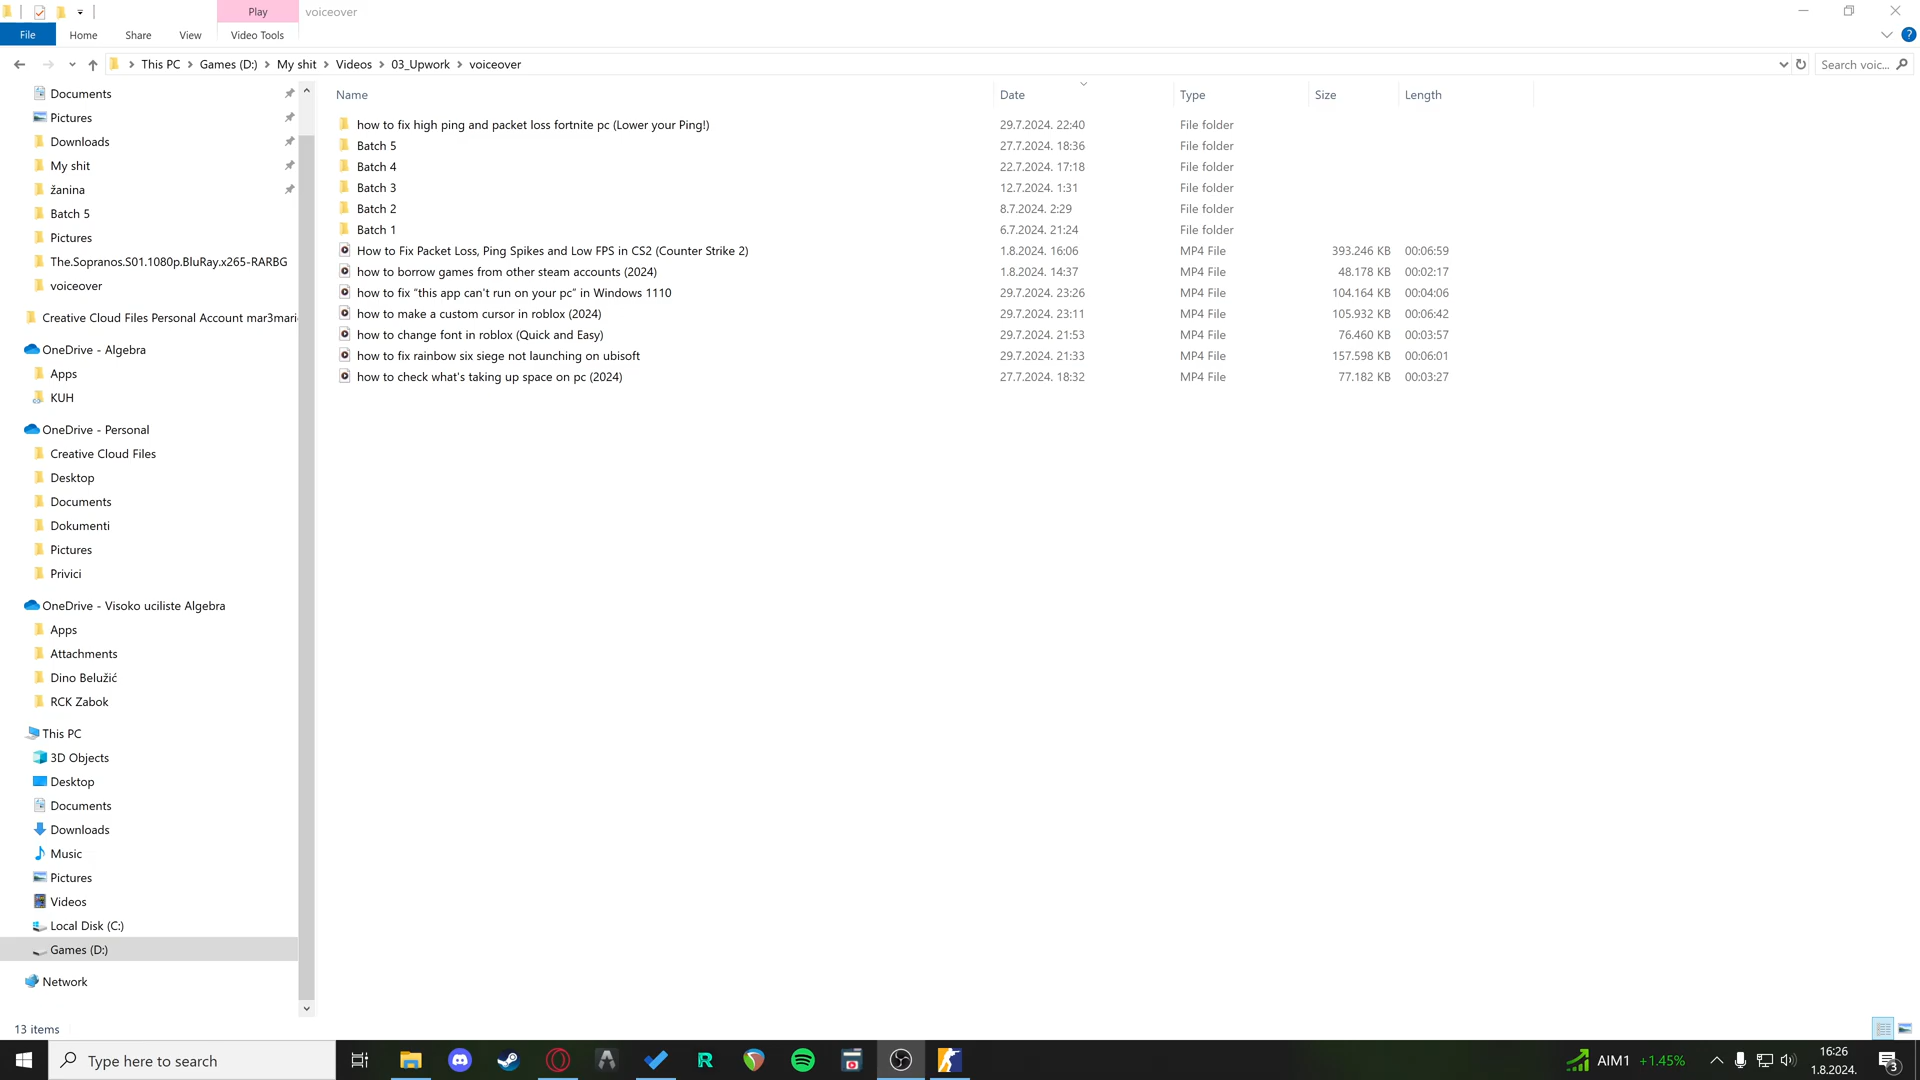 Play
voiceover
File
Home
Share
View
Video Tools
This PC
Games (D:)
My shit
Videos
03_Upwork
voiceover
Search voic...
Documents
Pictures
Downloads
My shit
žanina
Batch 5
Pictures
The.Sopranos.S01.1080p.BluRay.x265-RARBG
voiceover
Creative Cloud Files Personal Account mar3mari
OneDrive - Algebra
Apps
KUH
OneDrive - Personal
Creative Cloud Files
Desktop
Documents
Dokumenti
Pictures
Privici
OneDrive - Visoko uciliste Algebra
Apps
Attachments
Dino Belužić
RCK Zabok
This PC
3D Objects
Desktop
Documents
Downloads
Music
Pictures
Videos
Local Disk (C:)
Games (D:)
Network
Name Date Type Size Length
how to fix high ping and packet loss fortnite pc (Lower your Ping!) 29.7.2024. 22:40 File folder
Batch 5 27.7.2024. 18:36 File folder
Batch 4 22.7.2024. 17:18 File folder
Batch 3 12.7.2024. 1:31 File folder
Batch 2 8.7.2024. 2:29 File folder
Batch 1 6.7.2024. 21:24 File folder
How to Fix Packet Loss, Ping Spikes and Low FPS in CS2 (Counter Strike 2) 1.8.2024. 16:06 MP4 File 393.246 KB 00:06:59
how to borrow games from other steam accounts (2024) 1.8.2024. 14:37 MP4 File 48.178 KB 00:02:17
how to fix “this app can't run on your pc” in Windows 1110 29.7.2024. 23:26 MP4 File 104.164 KB 00:04:06
how to make a custom cursor in roblox (2024) 29.7.2024. 23:11 MP4 File 105.932 KB 00:06:42
how to change font in roblox (Quick and Easy) 29.7.2024. 21:53 MP4 File 76.460 KB 00:03:57
how to fix rainbow six siege not launching on ubisoft 29.7.2024. 21:33 MP4 File 157.598 KB 00:06:01
how to check what's taking up space on pc (2024) 27.7.2024. 18:32 MP4 File 77.182 KB 00:03:27
13 items
Type here to search
AIM1 +1.45%
16:26
1.8.2024.
3